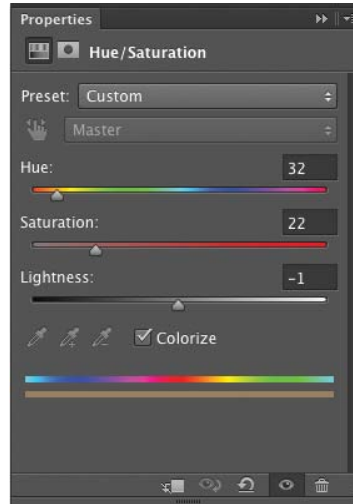 Properties
Hue/Saturation
Preset: Custom
Master
Hue: 32
Saturation: 22
Lightness: -1
Colorize